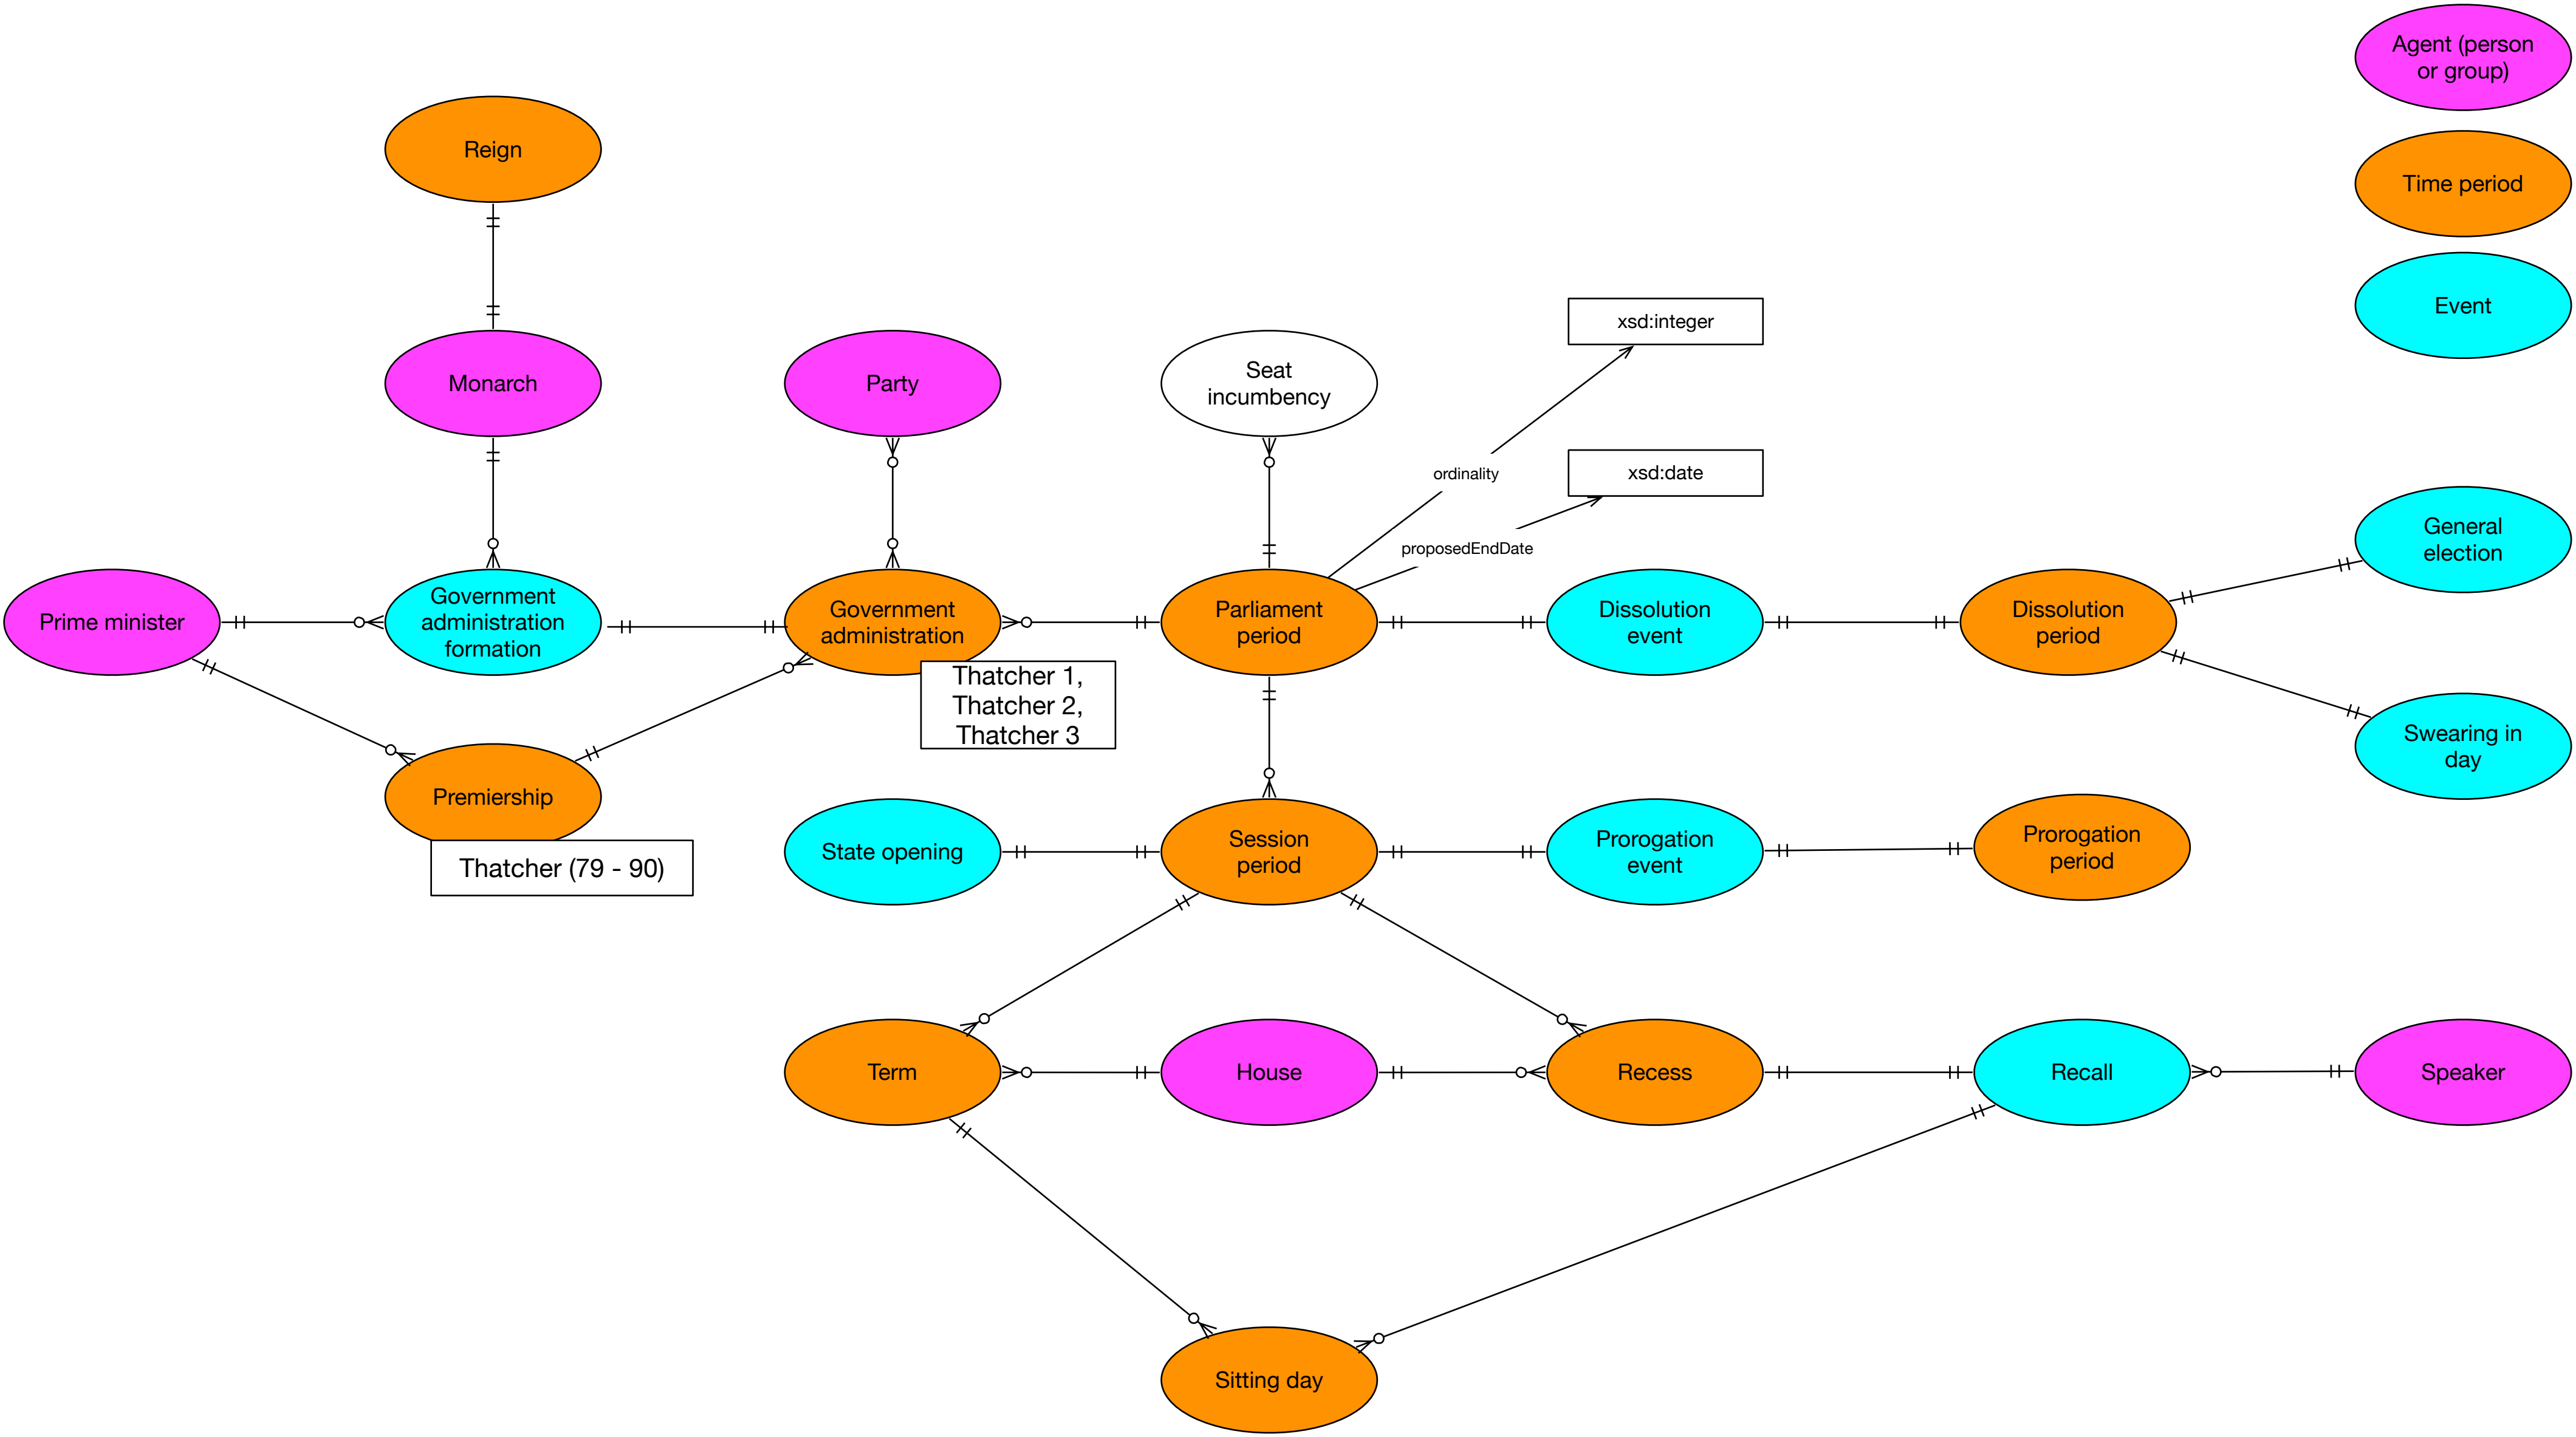 Agent (person
or group)
Reign
Time period
Event
xsd:integer
Monarch
Party
Seat
incumbency
ordinality
xsd:date
proposedEndDate
General
election
Prime minister
Government
administration
formation
Government
administration
Parliament
period
Dissolution
event
Dissolution
period
Thatcher 1,
Thatcher 2,
Thatcher 3
Swearing in
day
Premiership
Thatcher (79 - 90)
State opening
Session
period
Prorogation
event
Prorogation
period
Term
House
Recess
Recall
Speaker
Sitting day